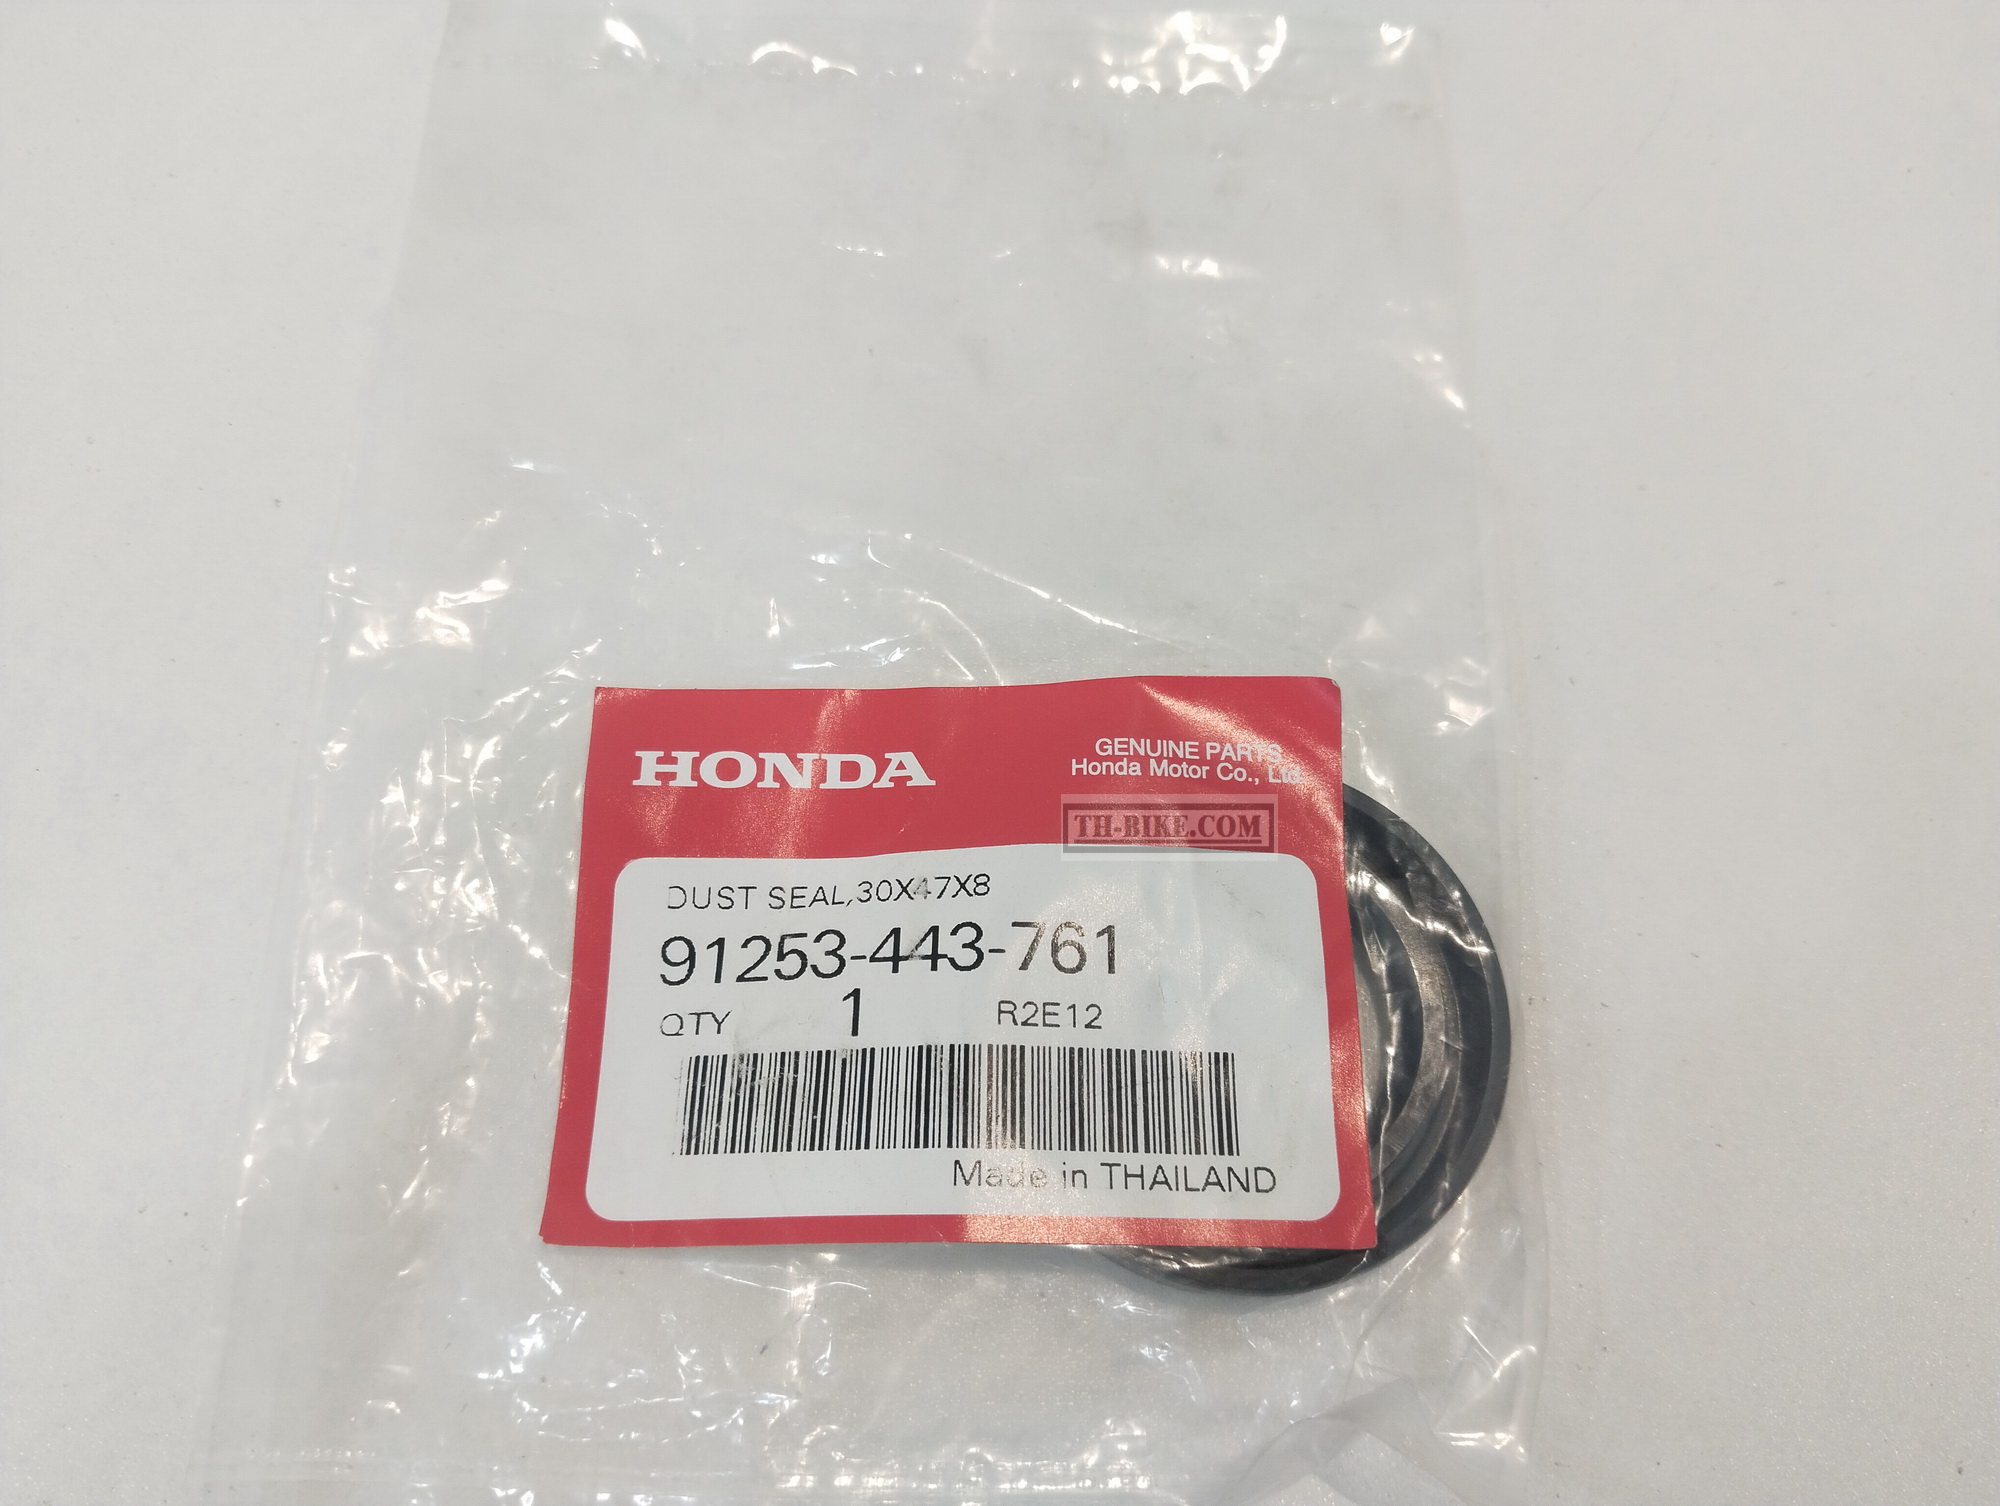 HONDA
GENUINE PARTS
Honda Motor Co., Ltd.
TH-BIKE.COM
DUST SEAL,30X47X8
91253-443-761
QTY 1 R2E12
Made in THAILAND